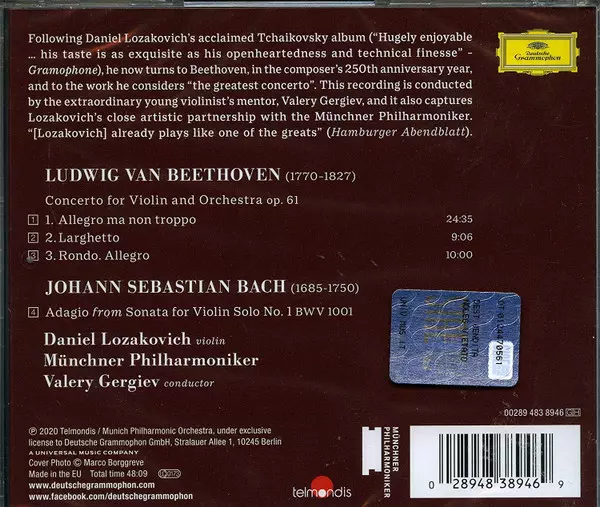 Following Daniel Lozakovich's acclaimed Tchaikovsky album ("Hugely enjoyable
... his taste is as exquisite as his openheartedness and technical finesse" -
Gramophone), he now turns to Beethoven, in the composer's 250th anniversary year,
and to the work he considers "the greatest concerto". This recording is conducted
by the extraordinary young violinist's mentor, Valery Gergiev, and it also captures
Lozakovich's close artistic partnership with the Münchner Philharmoniker.
"[Lozakovich] already plays like one of the greats" (Hamburger Abendblatt).
Deutsche
Grammophon
LUDWIG VAN BEETHOVEN (1770-1827)
Concerto for Violin and Orchestra op. 61
1 1. Allegro ma non troppo 24:35
2 2. Larghetto 9:06
3 3. Rondo. Allegro 10:00
JOHANN SEBASTIAN BACH (1685-1750)
4 Adagio from Sonata for Violin Solo No. 1 BWV 1001
Daniel Lozakovich violin
Münchner Philharmoniker
Valery Gergiev conductor
00289 483 8946 GH
℗ 2020 Telmondis / Munich Philharmonic Orchestra, under exclusive
license to Deutsche Grammophon GmbH, Stralauer Allee 1, 10245 Berlin
A UNIVERSAL MUSIC COMPANY
Cover Photo © Marco Borggreve
Made in the EU Total time 48:09
www.deutschegrammophon.com
www.facebook.com/deutschegrammophon
telmondis
MÜNCHNER
PHILHARMONIKER
0 28948 38946 9